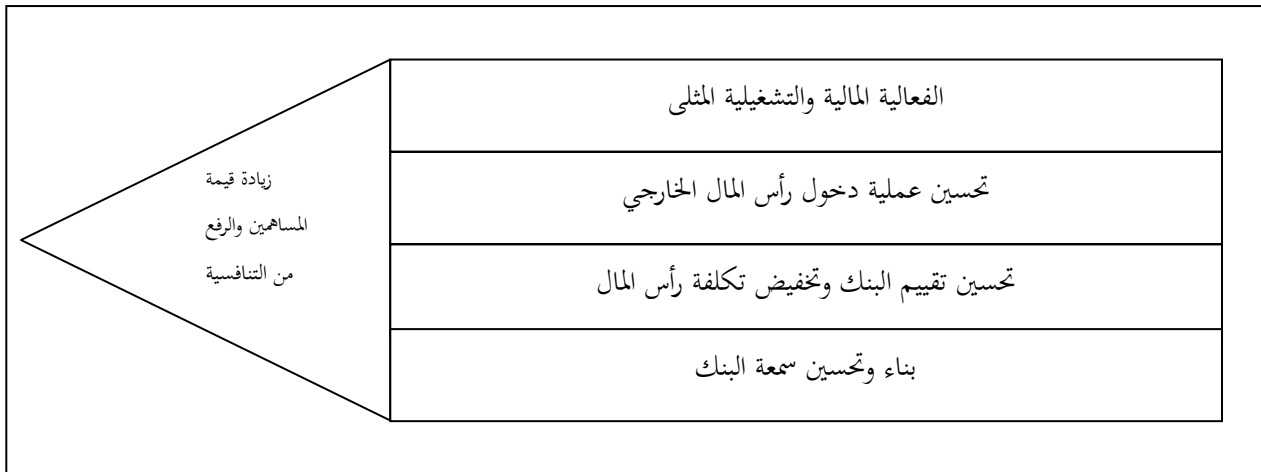 الفعالية المالية والتشغيلية المثلى
تحسين عملية دخول رأس المال الخارجي
تحسين تقييم البنك وتخفيض تكلفة رأس المال
بناء وتحسين سمعة البنك
زيادة قيمة
المساهمين والرفع
من التنافسية